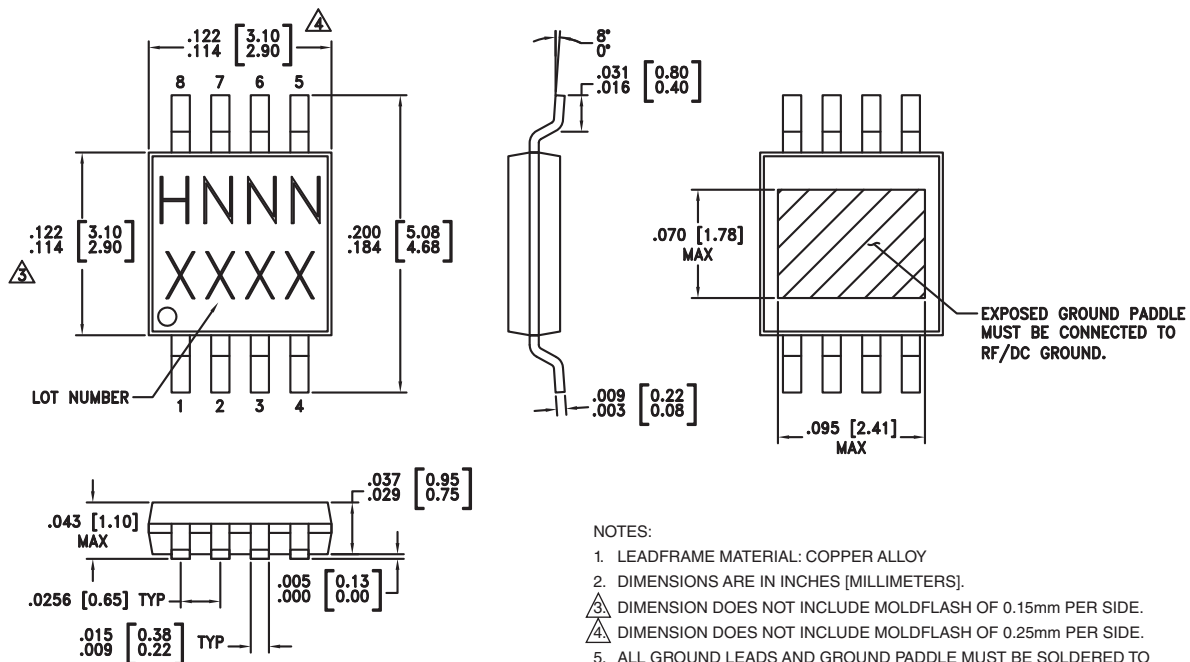 .122 [3.10]
.114 [2.90]
4
8 7 6 5
.122 [3.10]
.114 [2.90]
3
HNNN
XXXX
.200 [5.08]
.184 [4.68]
LOT NUMBER
1 2 3 4
8°
0°
.031 [0.80]
.016 [0.40]
.009 [0.22]
.003 [0.08]
.070 [1.78]
MAX
EXPOSED GROUND PADDLE
MUST BE CONNECTED TO
RF/DC GROUND.
.095 [2.41]
MAX
.043 [1.10]
MAX
.037 [0.95]
.029 [0.75]
.0256 [0.65] TYP
.005 [0.13]
.000 [0.00]
.015 [0.38]
.009 [0.22] TYP
NOTES:
1. LEADFRAME MATERIAL: COPPER ALLOY
2. DIMENSIONS ARE IN INCHES [MILLIMETERS].
3. DIMENSION DOES NOT INCLUDE MOLDFLASH OF 0.15mm PER SIDE.
4. DIMENSION DOES NOT INCLUDE MOLDFLASH OF 0.25mm PER SIDE.
5. ALL GROUND LEADS AND GROUND PADDLE MUST BE SOLDERED TO